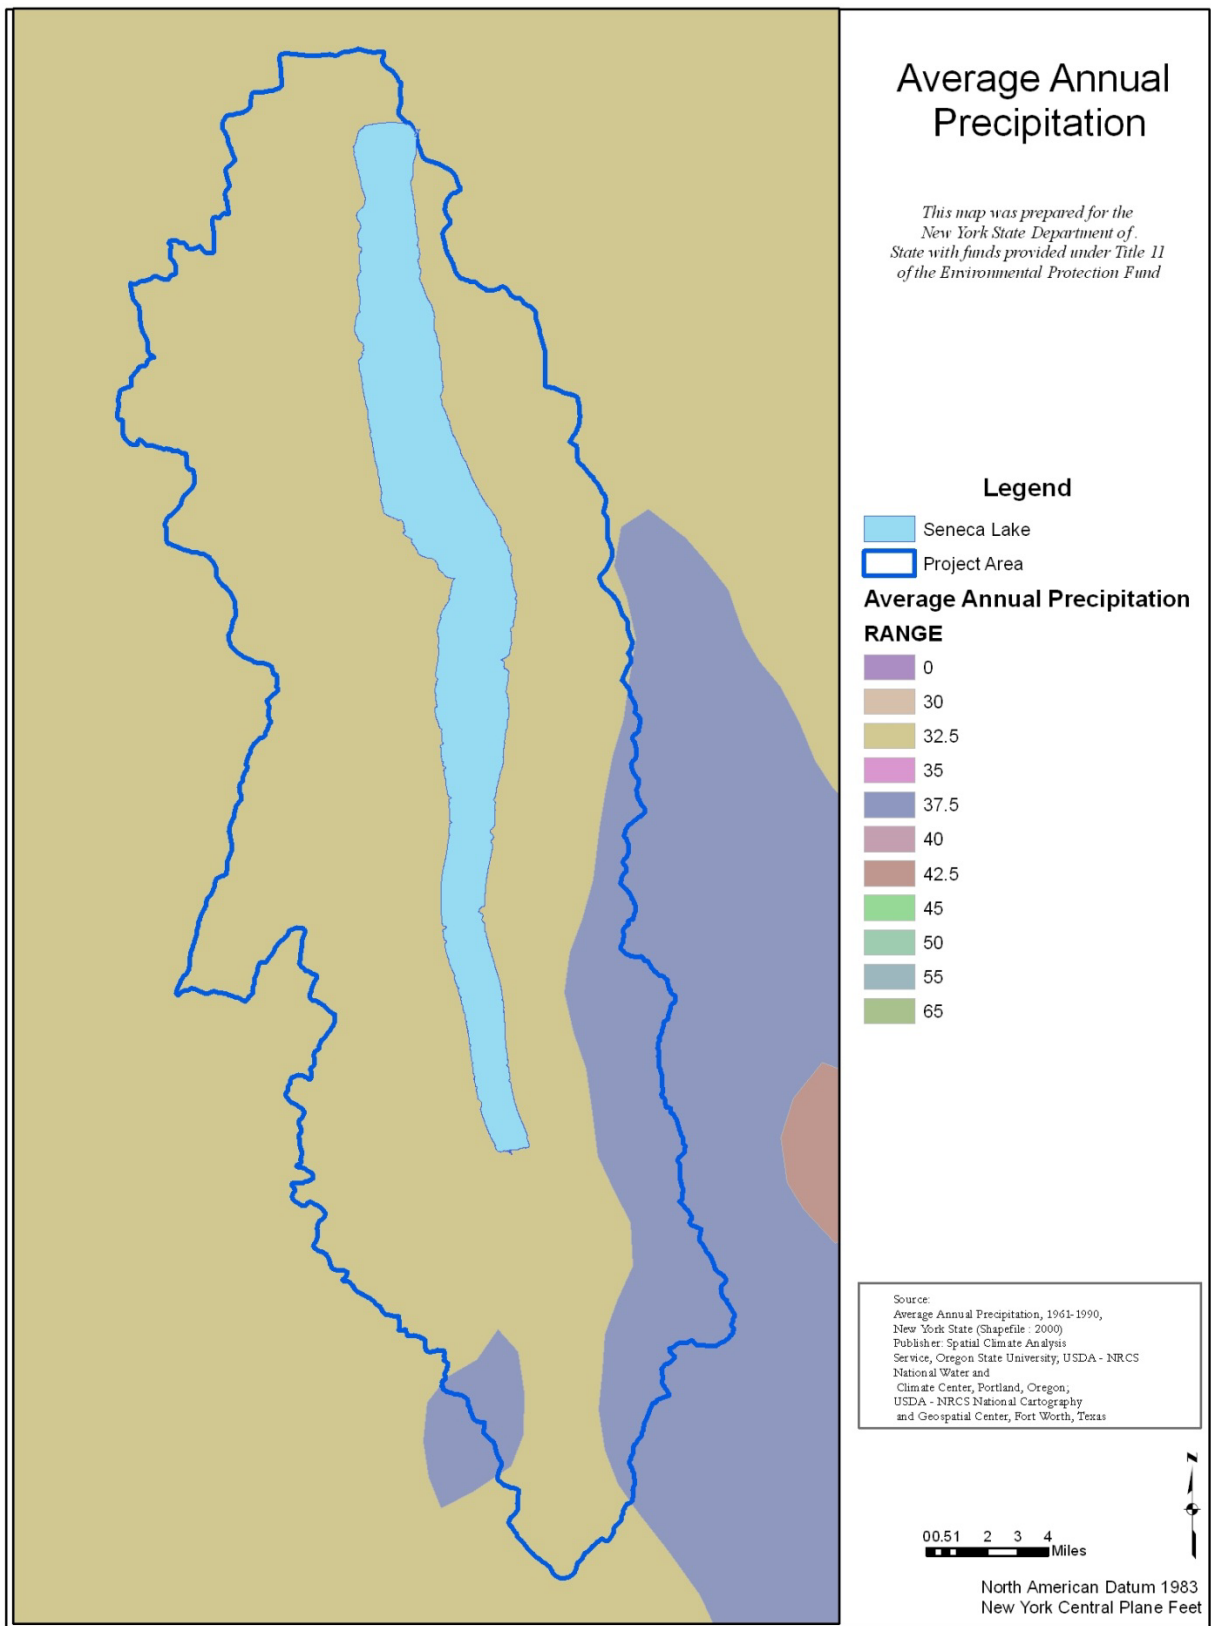 Average Annual
Precipitation
This map was prepared for the
New York State Department of .
State with funds provided under Title 11
of the Environmental Protection Fund
Legend
Seneca Lake
Project Area
Average Annual Precipitation
RANGE
0
30
32.5
35
37.5
40
42.5
45
50
55
65
Source:
Average Annual Precipitation, 1961-1990,
New York State (Shapefile : 2000)
Publisher: Spatial Climate Analysis
Service, Oregon State University; USDA - NRCS
National Water and
Climate Center, Portland, Oregon;
USDA - NRCS National Cartography
and Geospatial Center, Fort Worth, Texas
N
0 0.5 1 2 3 4
Miles
North American Datum 1983
New York Central Plane Feet